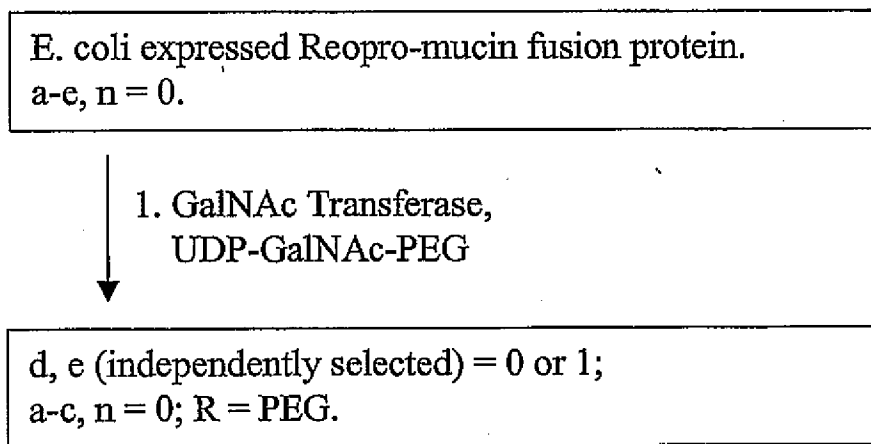 E. coli expressed Reopro-mucin fusion protein.
a-e, n = 0.
1. GalNAc Transferase,
UDP-GalNAc-PEG
d, e (independently selected) = 0 or 1;
a-c, n = 0; R = PEG.